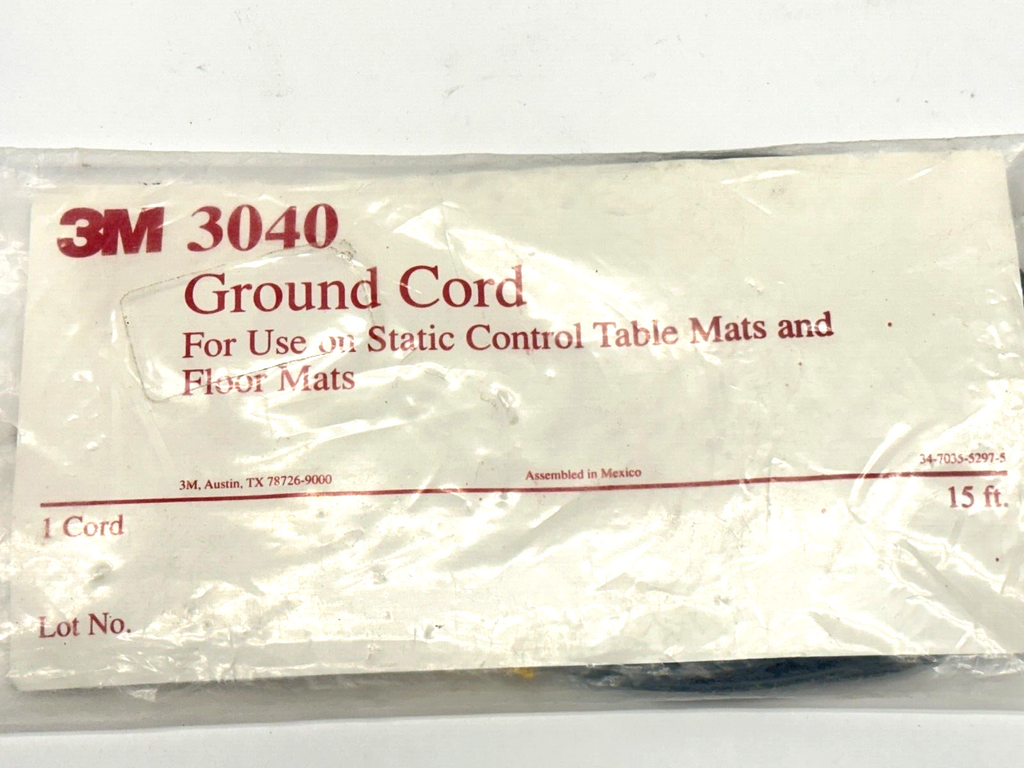 3M 3040
Ground Cord
For Use on Static Control Table Mats and
Floor Mats
34-7035-5297-5
3M, Austin, TX 78726-9000 Assembled in Mexico
1 Cord 15 ft.
Lot No.